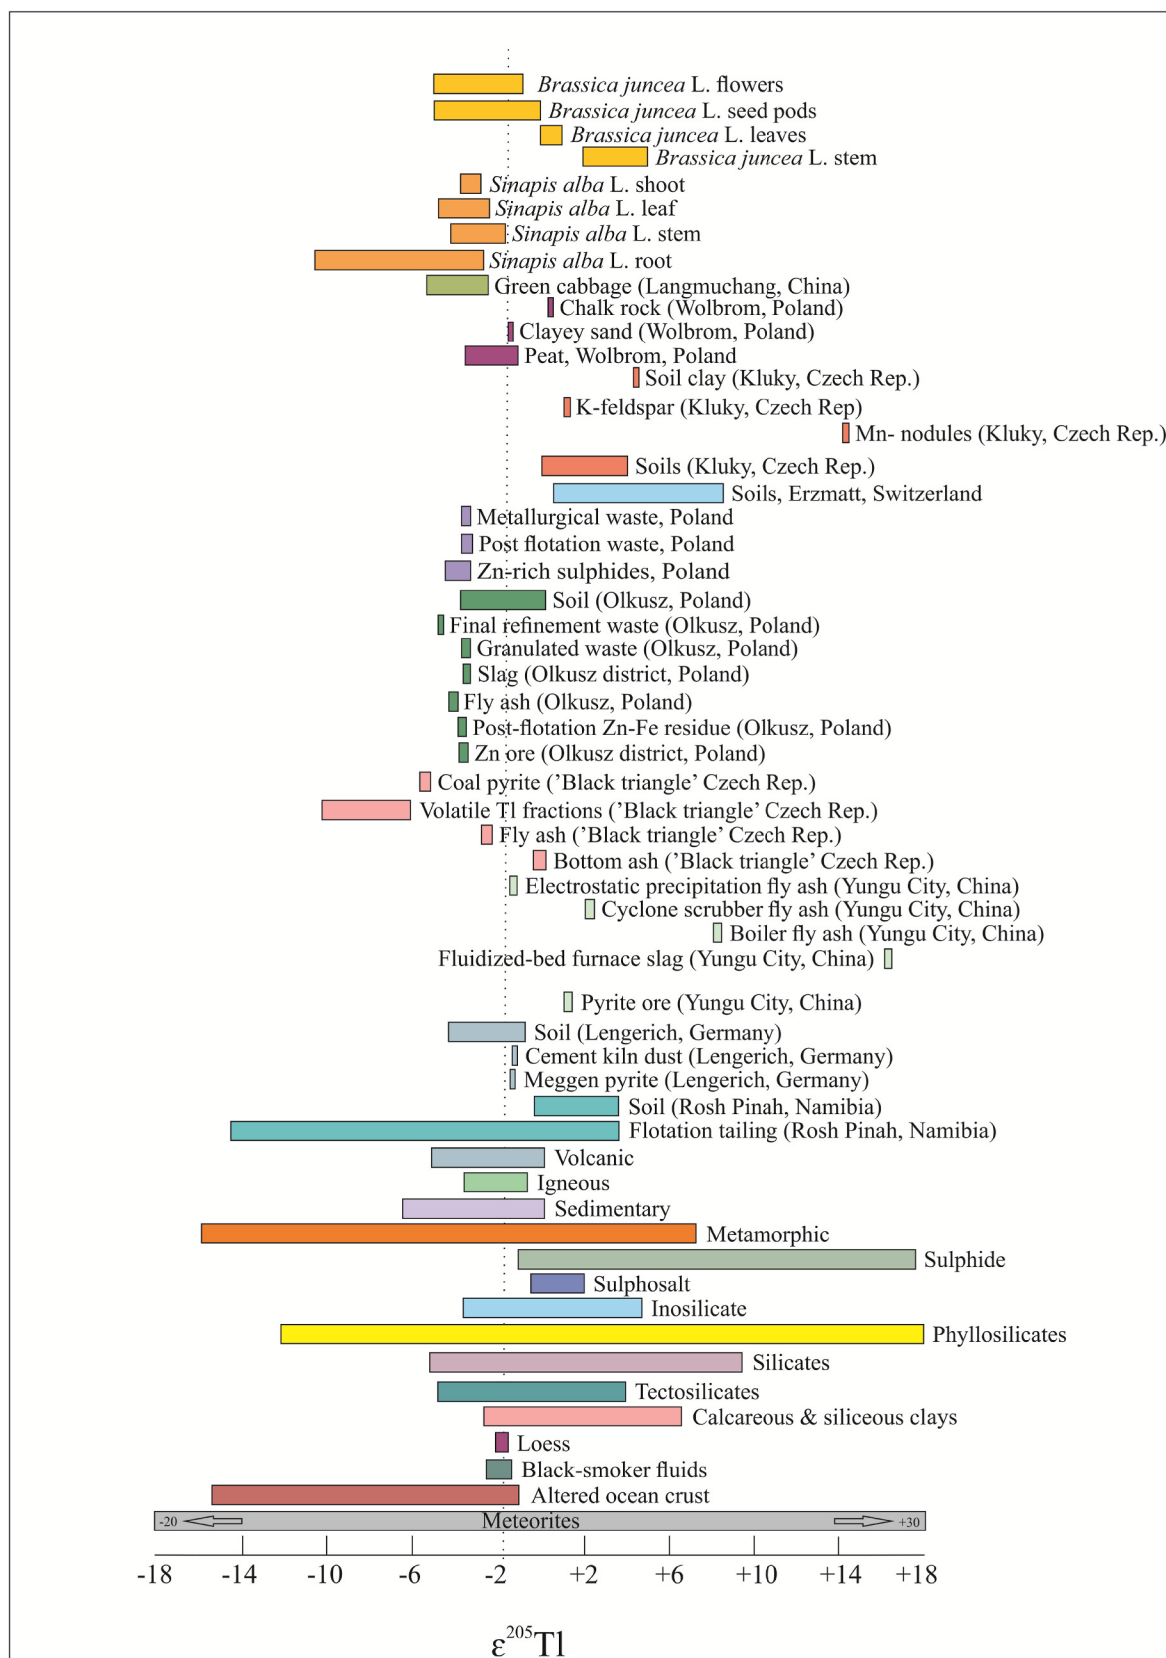 Brassica juncea L. flowers
Brassica juncea L. seed pods
Brassica juncea L. leaves
Brassica juncea L. stem
Sinapis alba L. shoot
Sinapis alba L. leaf
Sinapis alba L. stem
Sinapis alba L. root
Green cabbage (Langmuchang, China)
Chalk rock (Wolbrom, Poland)
Clayey sand (Wolbrom, Poland)
Peat, Wolbrom, Poland
Soil clay (Kluky, Czech Rep.)
K-feldspar (Kluky, Czech Rep)
Mn- nodules (Kluky, Czech Rep.)
Soils (Kluky, Czech Rep.)
Soils, Erzmatt, Switzerland
Metallurgical waste, Poland
Post flotation waste, Poland
Zn-rich sulphides, Poland
Soil (Olkusz, Poland)
Final refinement waste (Olkusz, Poland)
Granulated waste (Olkusz, Poland)
Slag (Olkusz district, Poland)
Fly ash (Olkusz, Poland)
Post-flotation Zn-Fe residue (Olkusz, Poland)
Zn ore (Olkusz district, Poland)
Coal pyrite (’Black triangle’ Czech Rep.)
Volatile Tl fractions (’Black triangle’ Czech Rep.)
Fly ash (’Black triangle’ Czech Rep.)
Bottom ash (’Black triangle’ Czech Rep.)
Electrostatic precipitation fly ash (Yungu City, China)
Cyclone scrubber fly ash (Yungu City, China)
Boiler fly ash (Yungu City, China)
Fluidized-bed furnace slag (Yungu City, China)
Pyrite ore (Yungu City, China)
Soil (Lengerich, Germany)
Cement kiln dust (Lengerich, Germany)
Meggen pyrite (Lengerich, Germany)
Soil (Rosh Pinah, Namibia)
Flotation tailing (Rosh Pinah, Namibia)
Volcanic
Igneous
Sedimentary
Metamorphic
Sulphide
Sulphosalt
Inosilicate
Phyllosilicates
Silicates
Tectosilicates
Calcareous & siliceous clays
Loess
Black-smoker fluids
Altered ocean crust
-20 Meteorites +30
-18 -14 -10 -6 -2 +2 +6 +10 +14 +18
ε²⁰⁵Tl